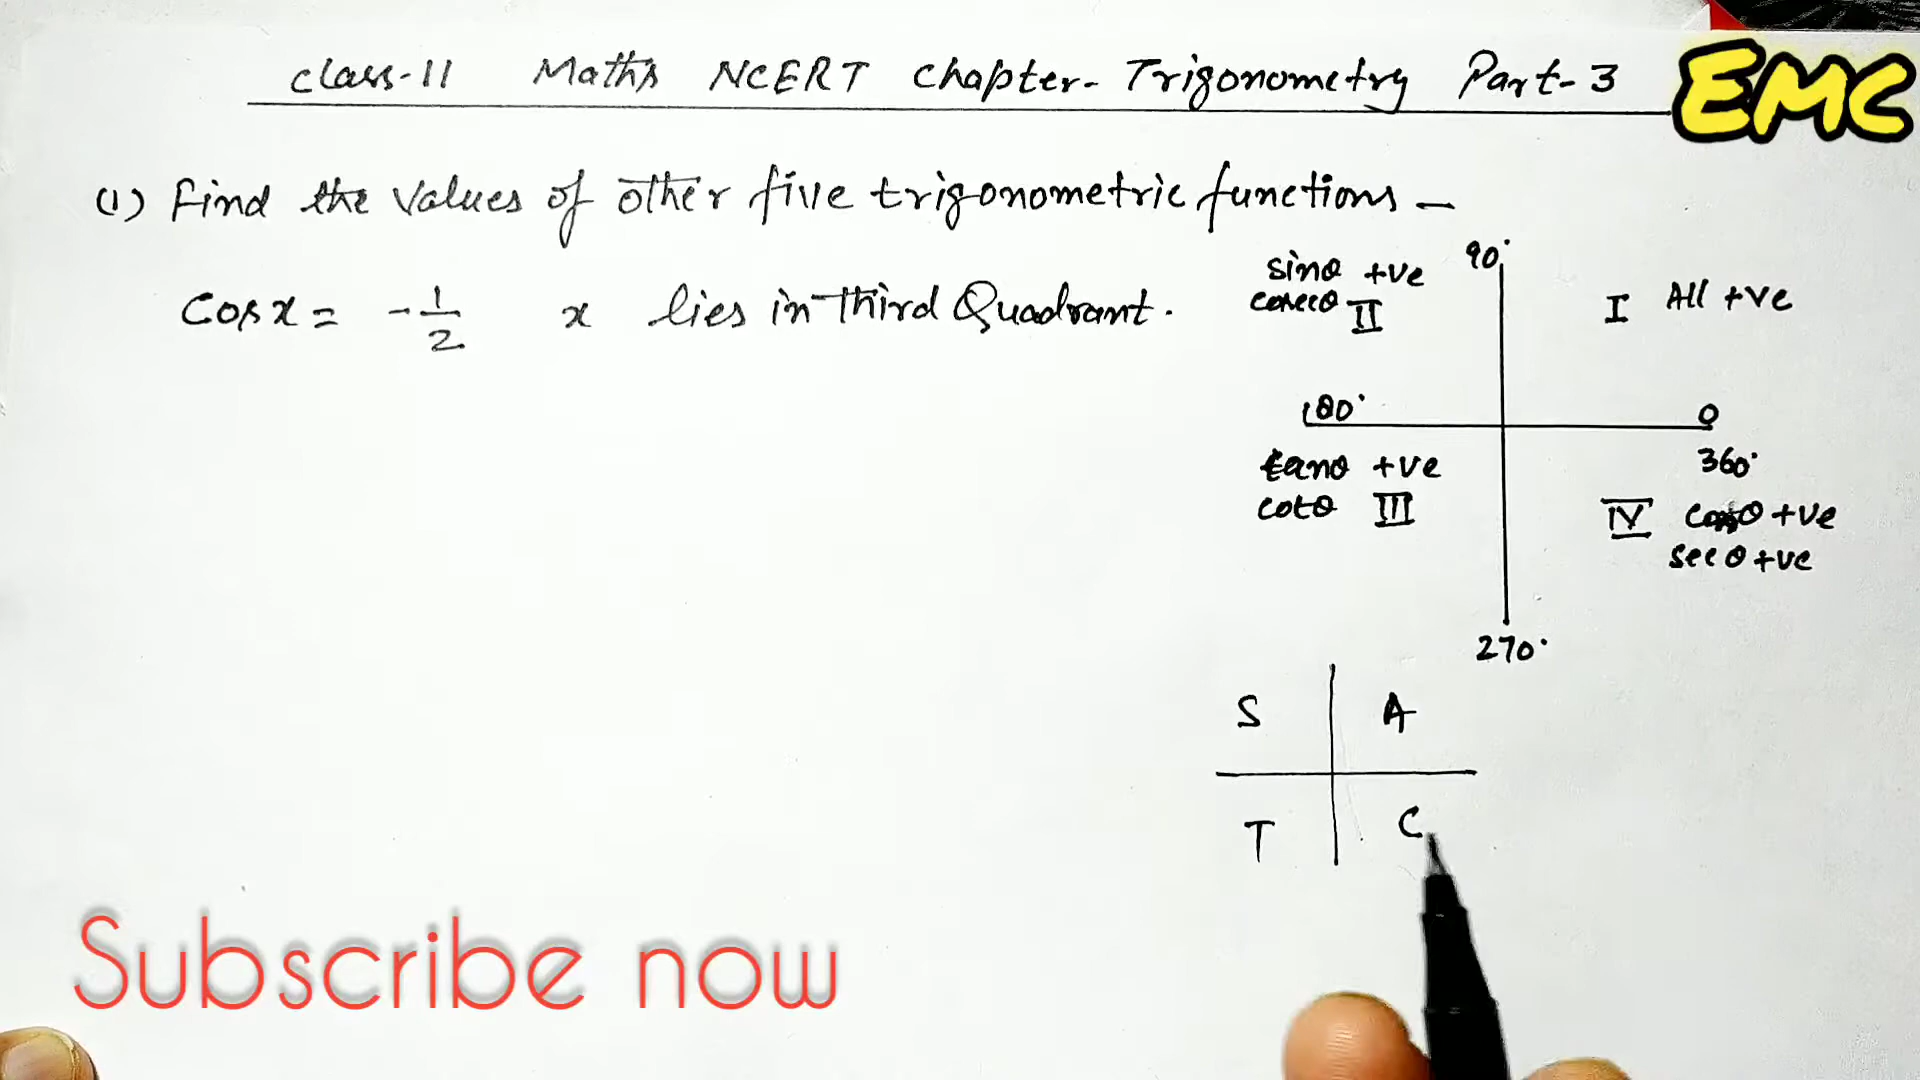 class-11 Maths NCERT Chapter- Trigonometry Part-3
EMC
(1) Find the Values of other five trigonometric functions -
Cosx = -1/2 x lies in third Quadrant.
90°
sinθ +ve
cosecθ II
I All +ve
180°
0
360°
tanθ +ve
cotθ III
IV cosθ +ve
secθ +ve
270°
S A
T C
Subscribe now